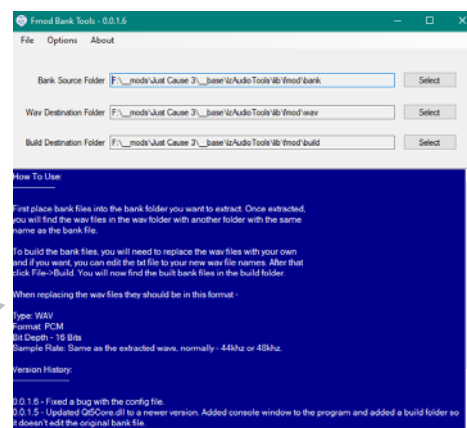 Fmod Bank Tools - 0.0.1.6
File Options About
Bank Source Folder F:\__mods\Just Cause 3\__base\lzAudioTools\lib\fmod\bank Select
Wav Destination Folder F:\__mods\Just Cause 3\__base\lzAudioTools\lib\fmod\wav Select
Build Destination Folder F:\__mods\Just Cause 3\__base\lzAudioTools\lib\fmod\build Select
How To Use:
First place bank files into the bank folder you want to extract. Once extracted,
you will find the wav files in the wav folder with another folder with the same
name as the bank file.
To build the bank files, you will need to replace the wav files with your own
and if you want, you can edit the txt file to your new wav file names. After that
click File->Build. You will now find the built bank files in the build folder.
When replacing the wav files they should be in this format -
Type: WAV
Format: PCM
Bit Depth - 16 Bits
Sample Rate: Same as the extracted wavs, normally - 44khz or 48khz.
Version History:
0.0.1.6 - Fixed a bug with the config file.
0.0.1.5 - Updated Qt5Core.dll to a newer version. Added console window to the program and added a build folder so
it doesn't edit the original bank file.